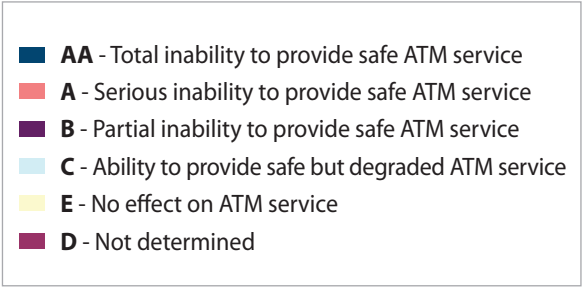 AA - Total inability to provide safe ATM service
A - Serious inability to provide safe ATM service
B - Partial inability to provide safe ATM service
C - Ability to provide safe but degraded ATM service
E - No effect on ATM service
D - Not determined